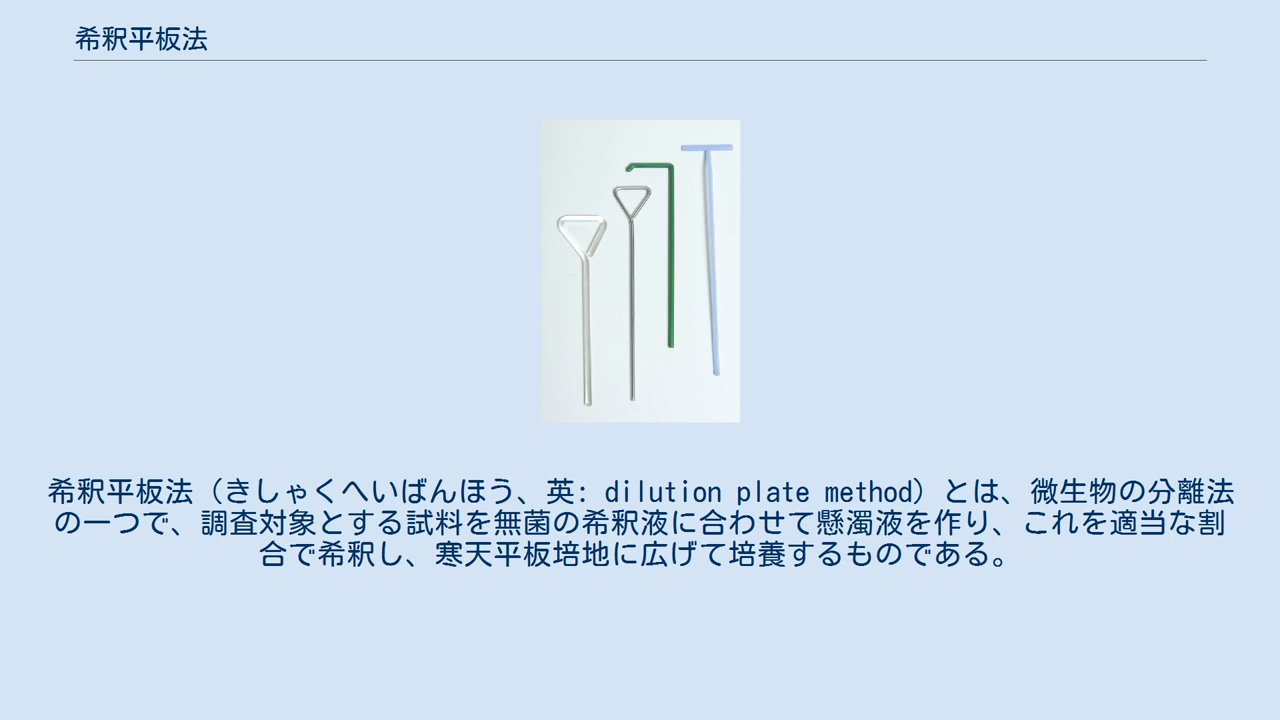 希釈平板法
希釈平板法（きしゃくへいばんほう、英: dilution plate method）とは、微生物の分離法
の一つで、調査対象とする試料を無菌の希釈液に合わせて懸濁液を作り、これを適当な割
合で希釈し、寒天平板培地に広げて培養するものである。